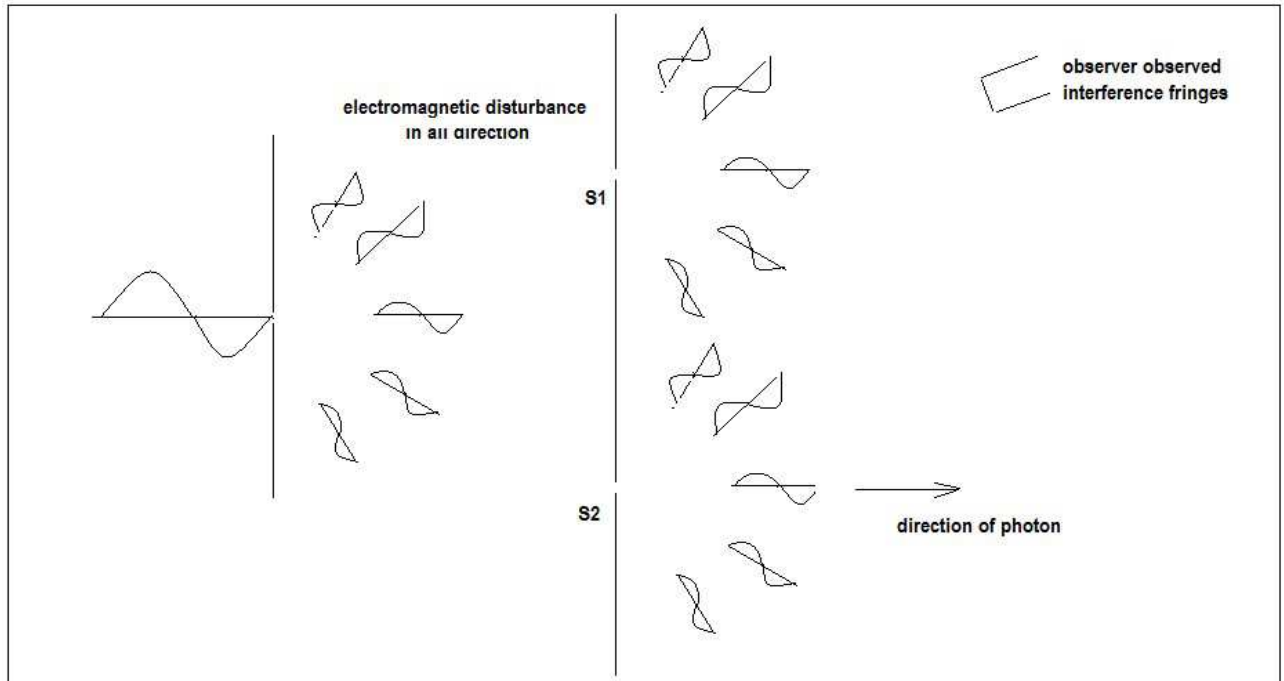 observer observed
interference fringes
electromagnetic disturbance
in all direction
S1
S2
direction of photon